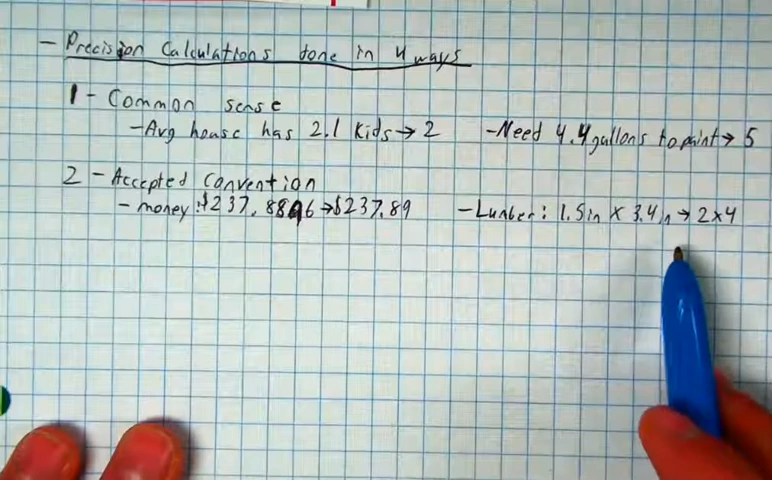 - Precision Calculations done in 4 ways
1 - Common sense
- Avg house has 2.1 kids → 2 - Need 4.4 gallons to paint → 5
2 - Accepted convention
- money: $237.8896 → $237.89 - Lumber: 1.5in x 3.4in → 2x4